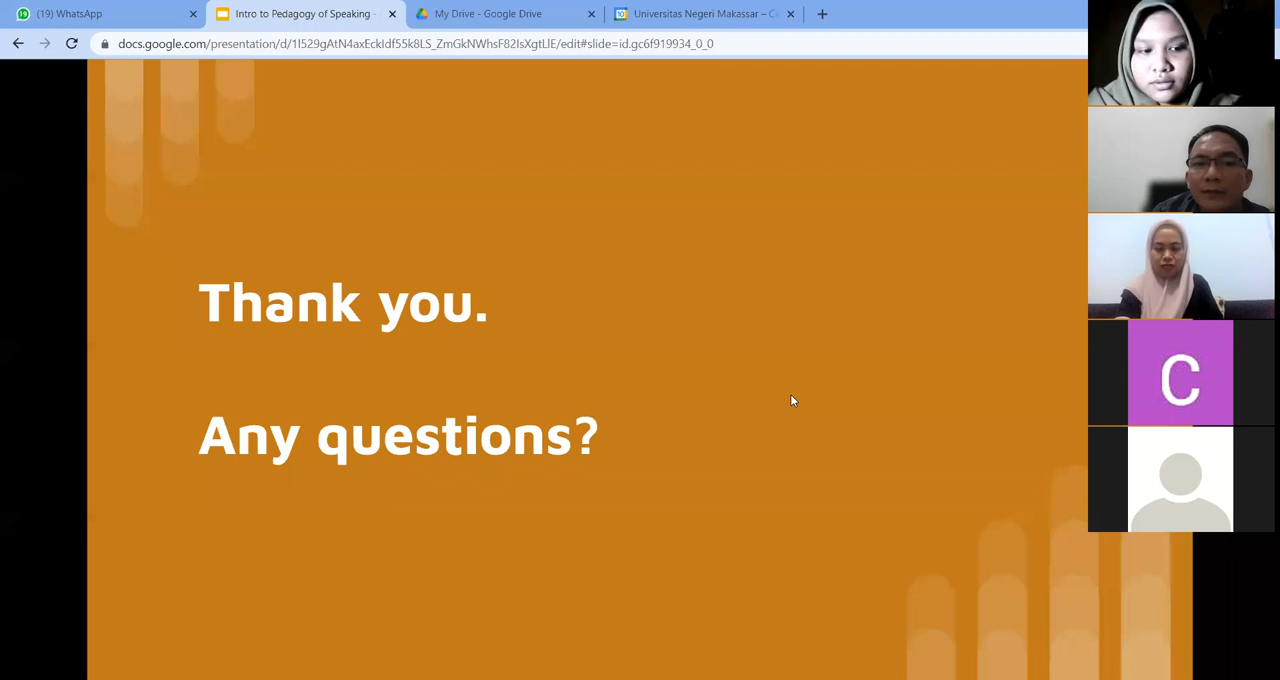 (19) WhatsApp
Intro to Pedagogy of Speaking -
My Drive - Google Drive
Universitas Negeri Makassar – C
docs.google.com/presentation/d/1I529gAtN4axEckIdf55k8LS_ZmGkNWhsF82IsXgtLlE/edit#slide=id.gc6f919934_0_0
Thank you.
Any questions?
C